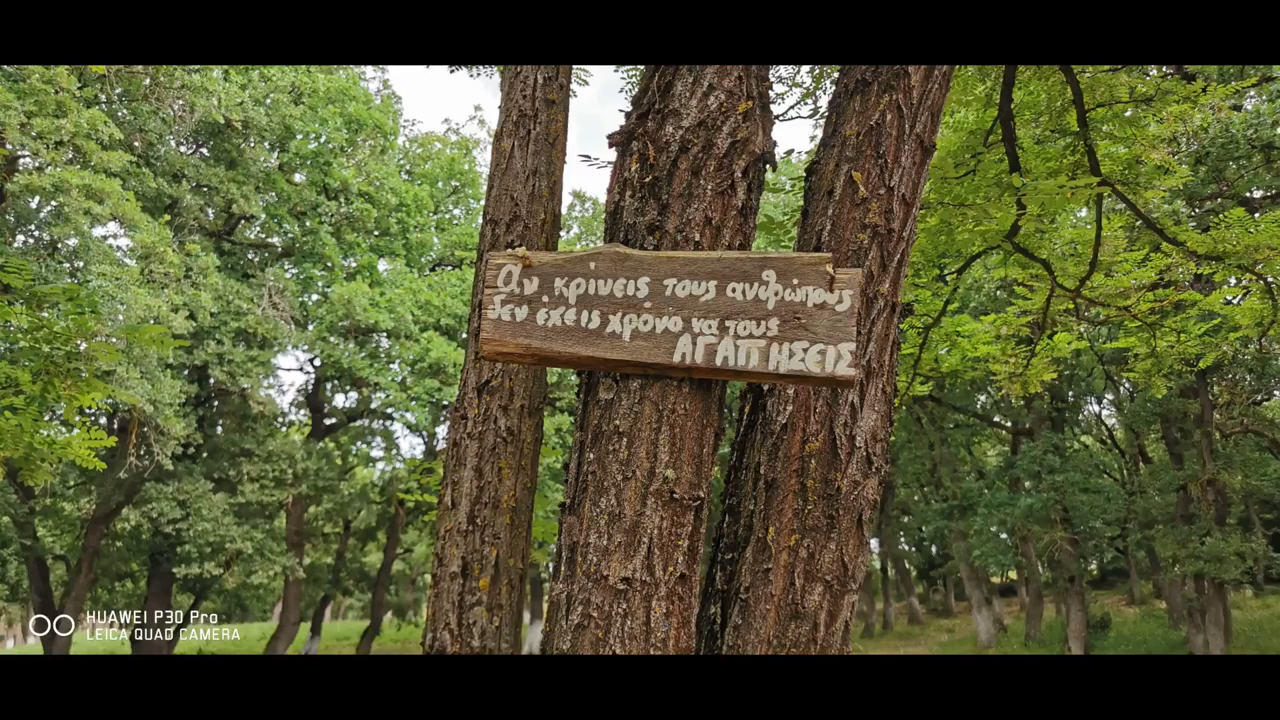 Αν κρίνεις τους ανθρώπους
δεν έχεις χρόνο να τους
ΑΓΑΠΗΣΕΙΣ
HUAWEI P30 Pro
LEICA QUAD CAMERA